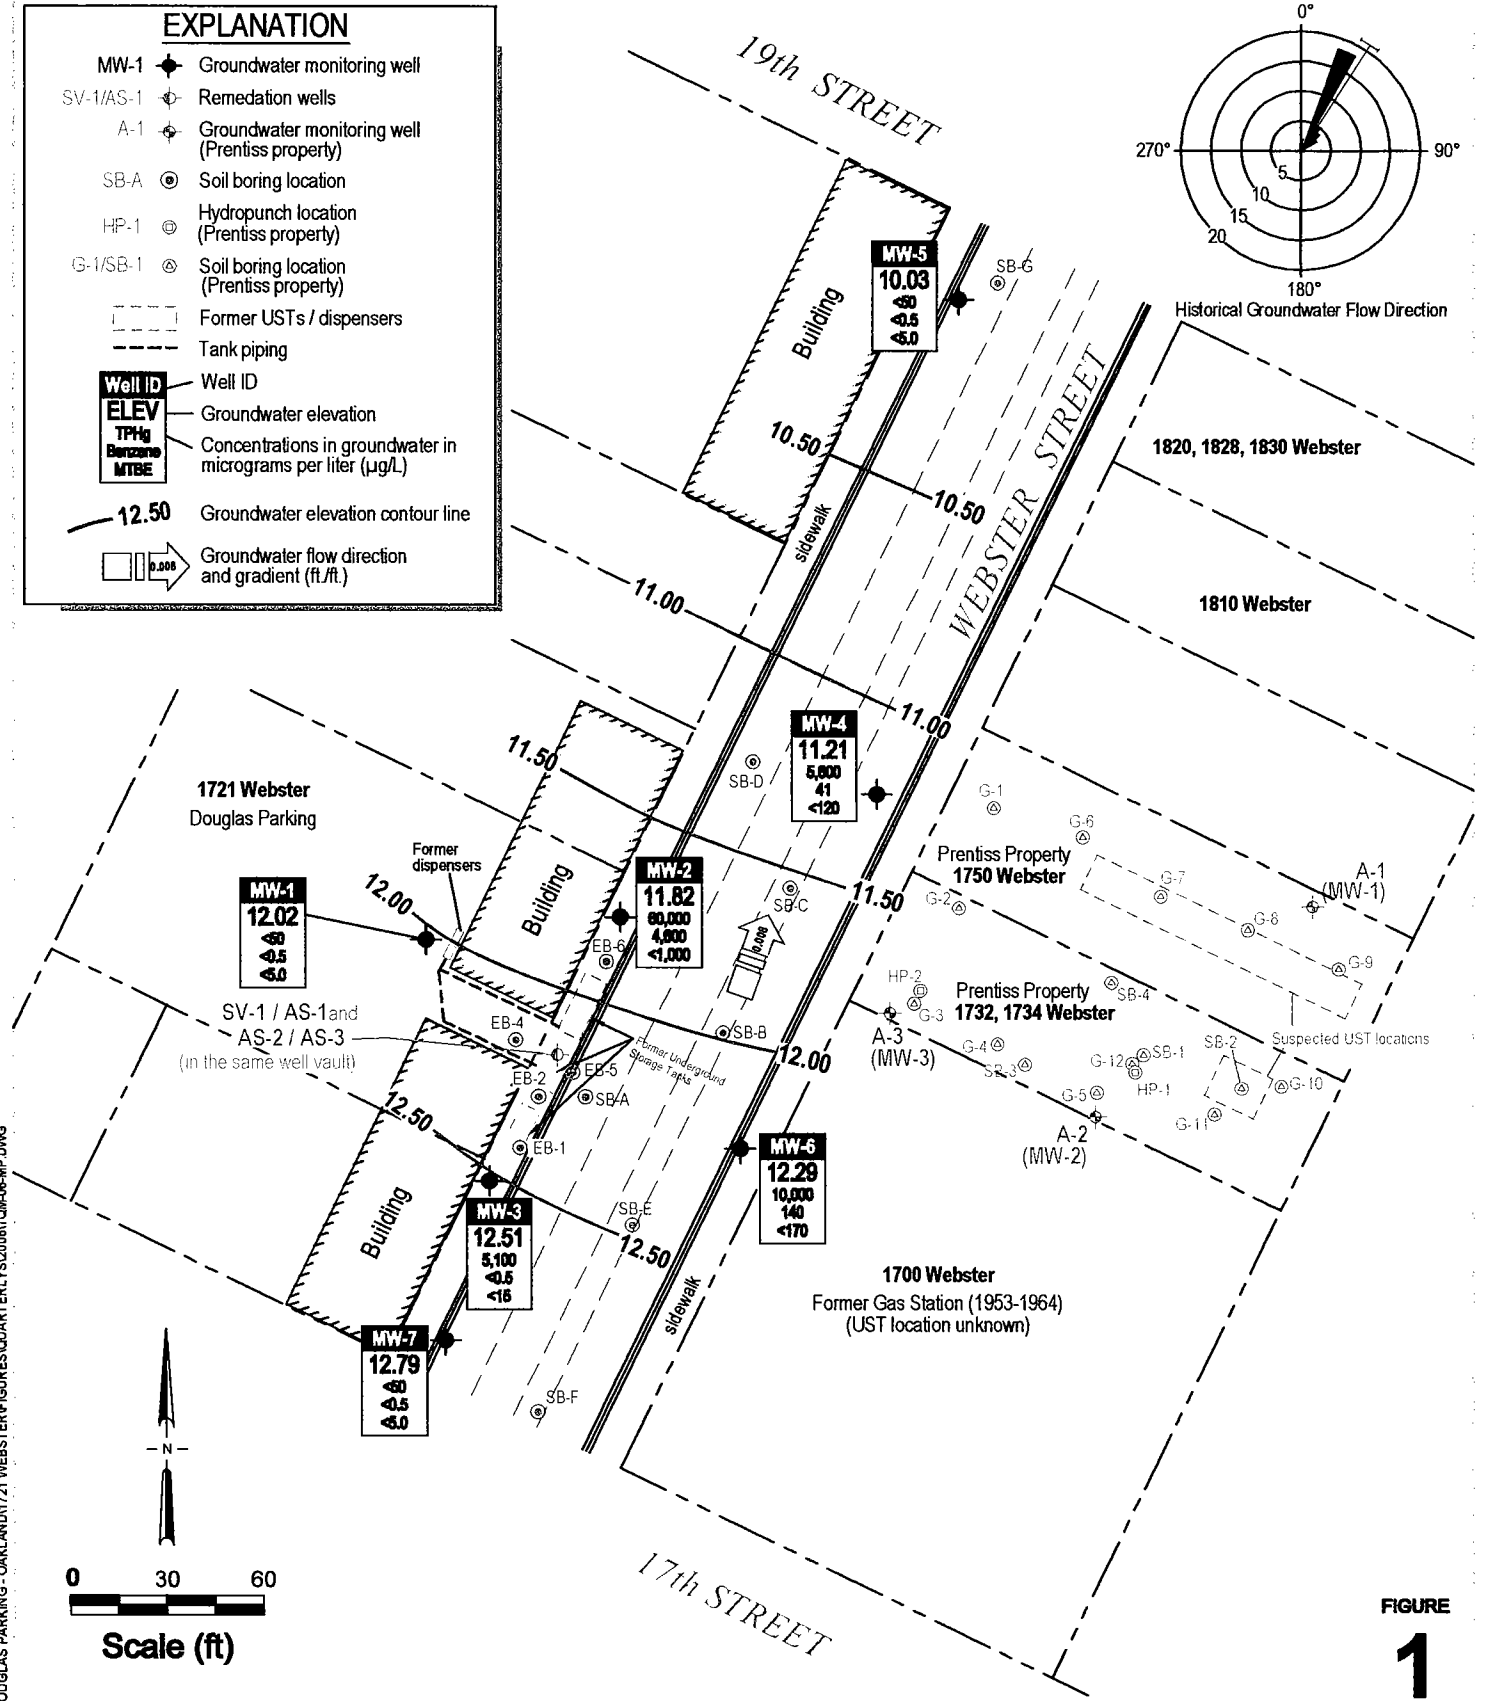 EXPLANATION
MW-1 Groundwater monitoring well
SV-1/AS-1 Remedation wells
A-1 Groundwater monitoring well
(Prentiss property)
SB-A Soil boring location
HP-1 Hydropunch location
(Prentiss property)
G-1/SB-1 Soil boring location
(Prentiss property)
Former USTs / dispensers
Tank piping
Well ID Well ID
ELEV Groundwater elevation
TPHg
Benzene
MTBE
Concentrations in groundwater in
micrograms per liter (µg/L)
12.50 Groundwater elevation contour line
0.008 Groundwater flow direction
and gradient (ft./ft.)
0°
270°
90°
5
10
15
20
180°
Historical Groundwater Flow Direction
19th STREET
Building
MW-5
10.03
<50
<0.5
<5.0
SB-G
WEBSTER STREET
10.50
10.50
sidewalk
1820, 1828, 1830 Webster
1810 Webster
11.00
11.00
MW-4
11.21
5,600
41
<120
SB-D
11.50
11.50
1721 Webster
Douglas Parking
Former
dispensers
Building
MW-2
11.82
60,000
4,600
<1,000
SB-C
0.008
MW-1
12.02
<50
<0.5
<5.0
12.00
12.00
EB-6
SB-B
G-1
G-6
Prentiss Property
1750 Webster
G-2
G-7
G-8
A-1
(MW-1)
G-9
HP-2
G-3
Prentiss Property
1732, 1734 Webster
SB-4
A-3
(MW-3)
G-4
SB-3
G-12
SB-1
HP-1
G-5
SB-2
Suspected UST locations
G-10
G-11
A-2
(MW-2)
SV-1 / AS-1and
AS-2 / AS-3
(in the same well vault)
EB-4
Former Underground
Storage Tanks
EB-2
EB-5
SB-A
12.50
EB-1
Building
MW-3
12.51
5,100
<0.5
<15
SB-E
12.50
MW-6
12.29
10,000
140
<170
sidewalk
1700 Webster
Former Gas Station (1953-1964)
(UST location unknown)
MW-7
12.79
<50
<0.5
<5.0
SB-F
N
0 30 60
Scale (ft)
17th STREET
FIGURE
1